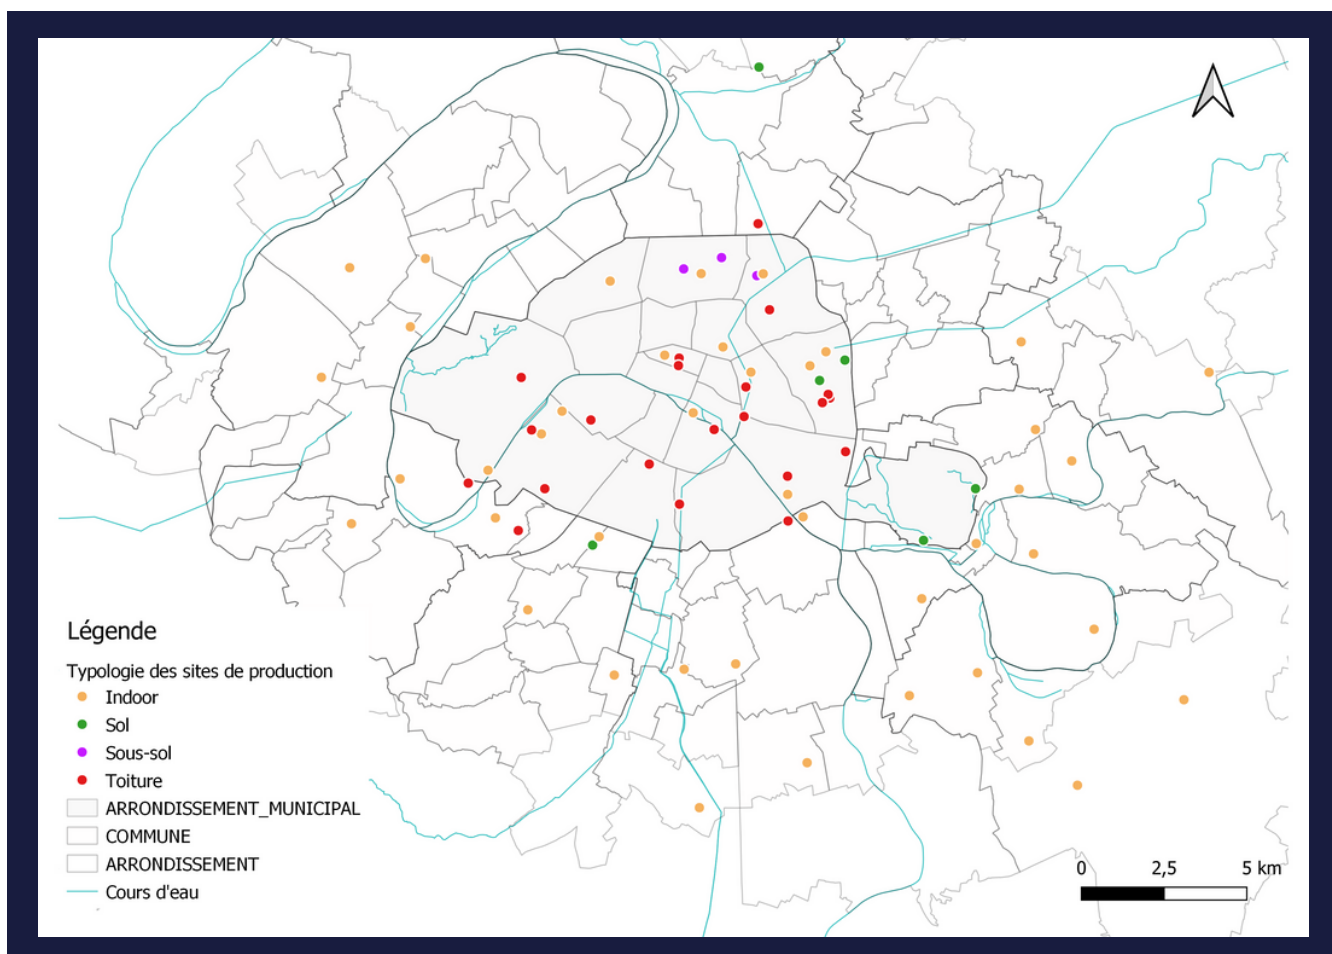 Légende
Typologie des sites de production
Indoor
Sol
Sous-sol
Toiture
ARRONDISSEMENT_MUNICIPAL
COMMUNE
ARRONDISSEMENT
Cours d'eau
0 2,5 5 km